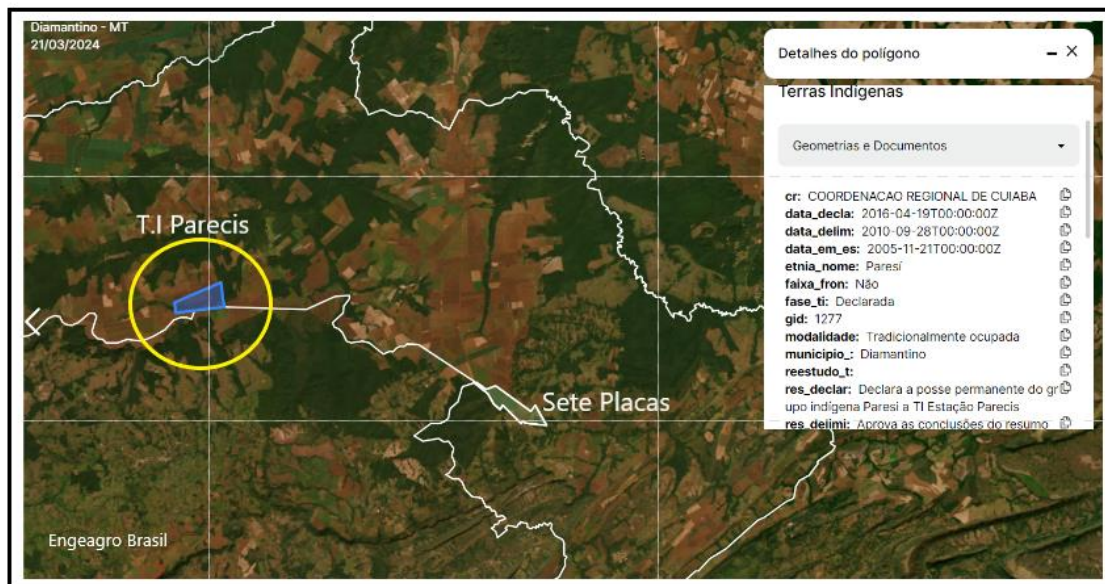 Diamantino - MT
21/03/2024
T.I Parecis
Sete Placas
Engeagro Brasil
Detalhes do polígono
Terras Indígenas
Geometrias e Documentos
cr: COORDENACAO REGIONAL DE CUIABA
data_decla: 2016-04-19T00:00:00Z
data_delim: 2010-09-28T00:00:00Z
data_em_es: 2005-11-21T00:00:00Z
etnia_nome: Paresí
faixa_fron: Não
fase_ti: Declarada
gid: 1277
modalidade: Tradicionalmente ocupada
municipio_: Diamantino
reestudo_t:
res_declar: Declara a posse permanente do gr
upo indígena Paresi a TI Estação Parecis
res_delimi: Aprova as conclusões do resumo